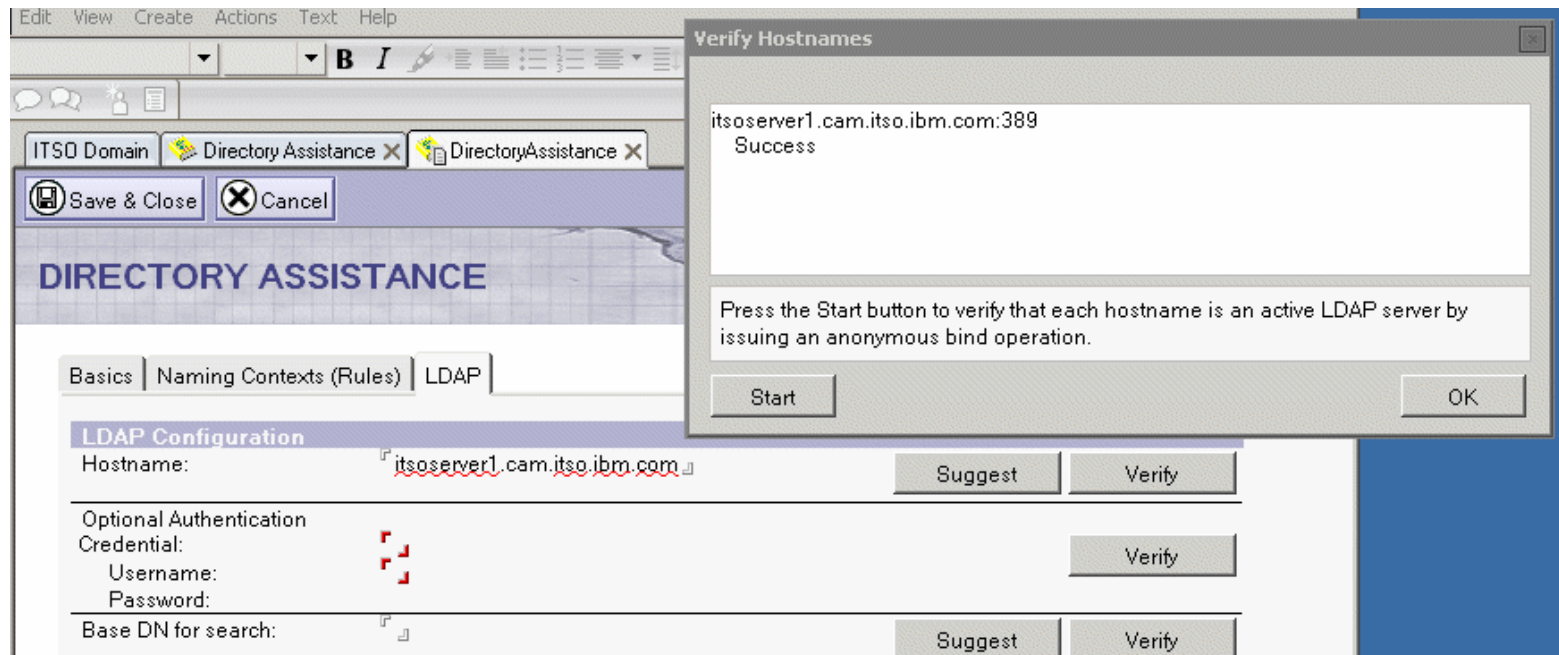 Edit View Create Actions Text Help
B I
ITSO Domain Directory Assistance DirectoryAssistance
Save & Close Cancel
DIRECTORY ASSISTANCE
Basics Naming Contexts (Rules) LDAP
LDAP Configuration
Hostname: itsoserver1.cam.itso.ibm.com Suggest Verify
Optional Authentication
Credential: Verify
Username:
Password:
Base DN for search: Suggest Verify
Verify Hostnames
itsoserver1.cam.itso.ibm.com:389
Success
Press the Start button to verify that each hostname is an active LDAP server by
issuing an anonymous bind operation.
Start OK